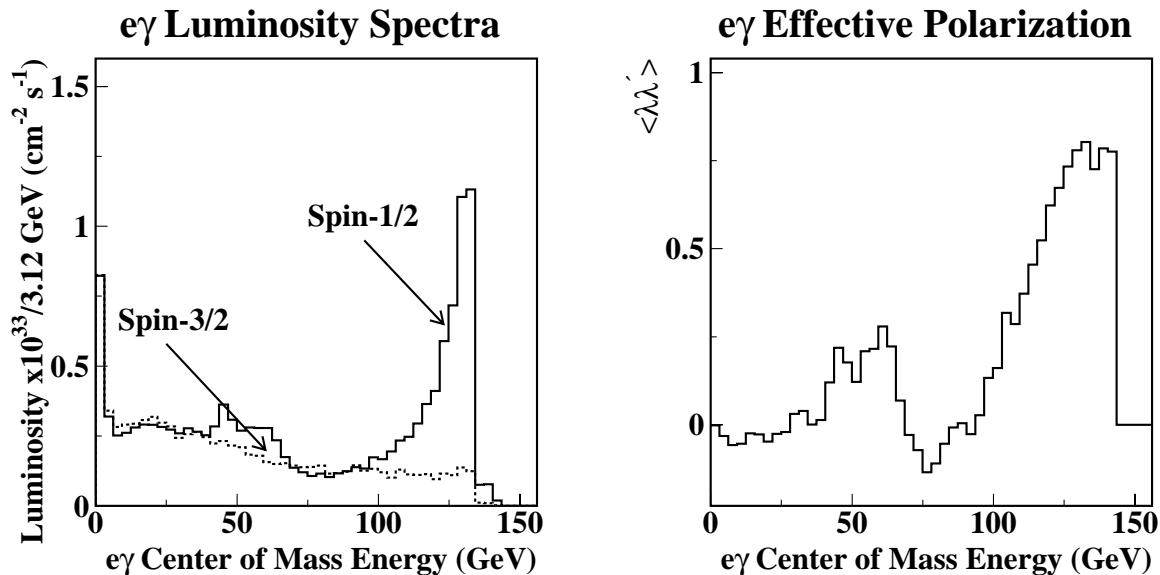 eγ Luminosity Spectra
Luminosity x10³³/3.12 GeV (cm⁻² s⁻¹)
1.5
1
0.5
0
Spin-1/2
Spin-3/2
0 50 100 150
eγ Center of Mass Energy (GeV)
eγ Effective Polarization
<λλ′>
1
0.5
0
0 50 100 150
eγ Center of Mass Energy (GeV)